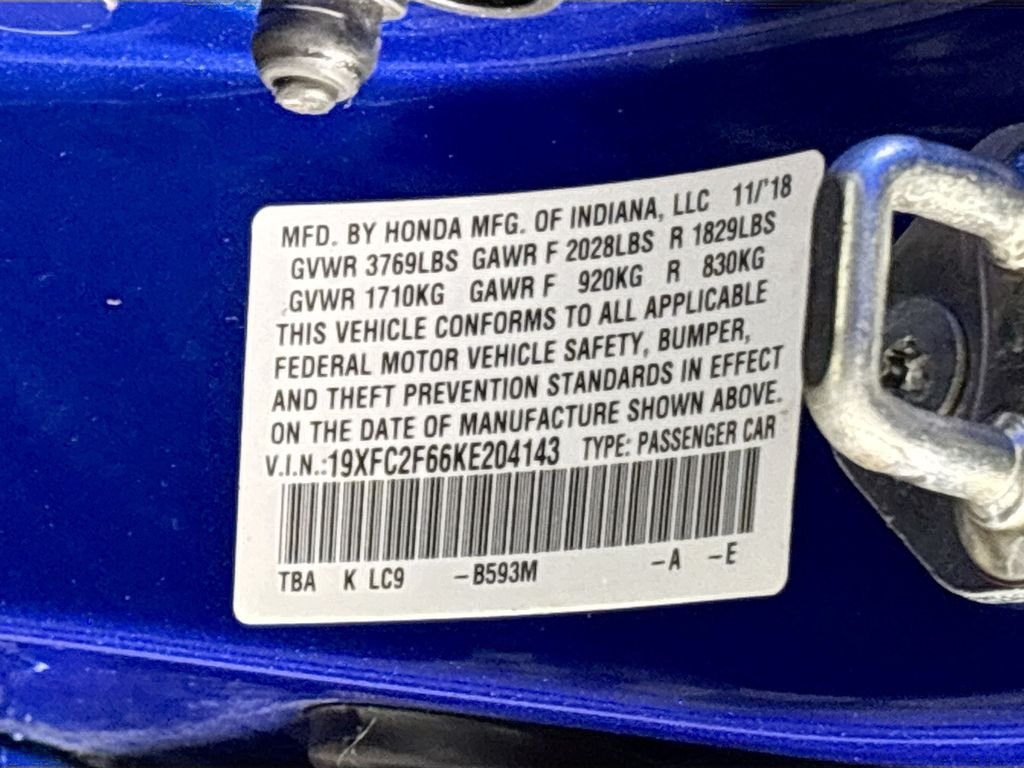 MFD. BY HONDA MFG. OF INDIANA, LLC 11/'18
GVWR 3769LBS GAWR F 2028LBS R 1829LBS
GVWR 1710KG GAWR F 920KG R 830KG
THIS VEHICLE CONFORMS TO ALL APPLICABLE
FEDERAL MOTOR VEHICLE SAFETY, BUMPER,
AND THEFT PREVENTION STANDARDS IN EFFECT
ON THE DATE OF MANUFACTURE SHOWN ABOVE.
V.I.N.:19XFC2F66KE204143 TYPE: PASSENGER CAR
TBA K LC9 -B593M -A -E